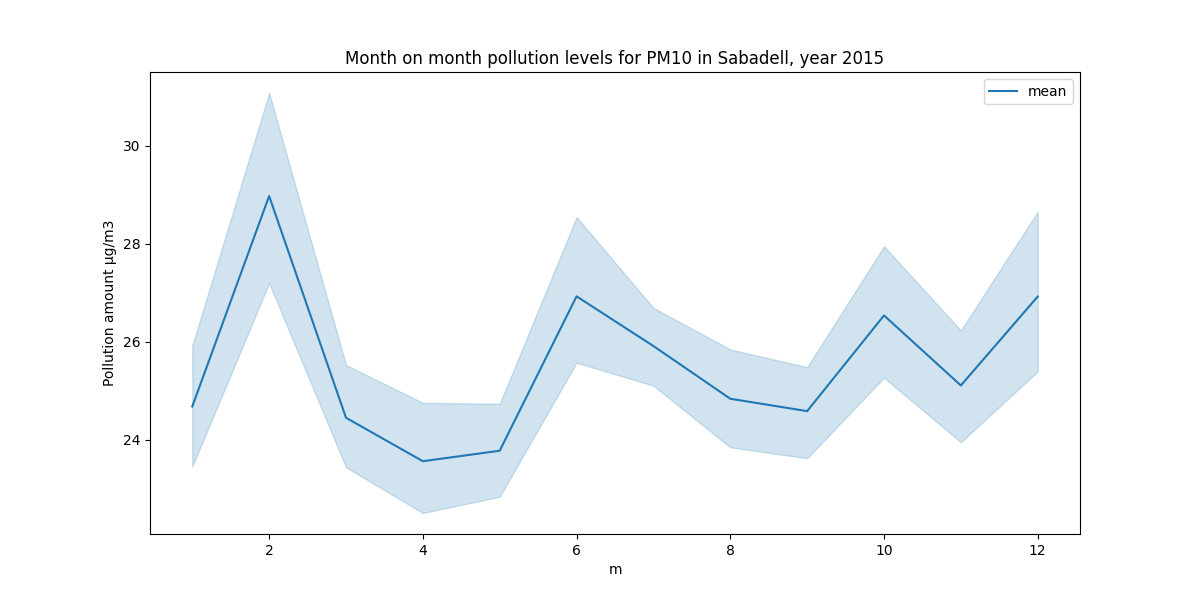 Month on month pollution levels for PM10 in Sabadell, year 2015
mean
Pollution amount µg/m3
30
28
26
24
2 4 6 8 10 12
m